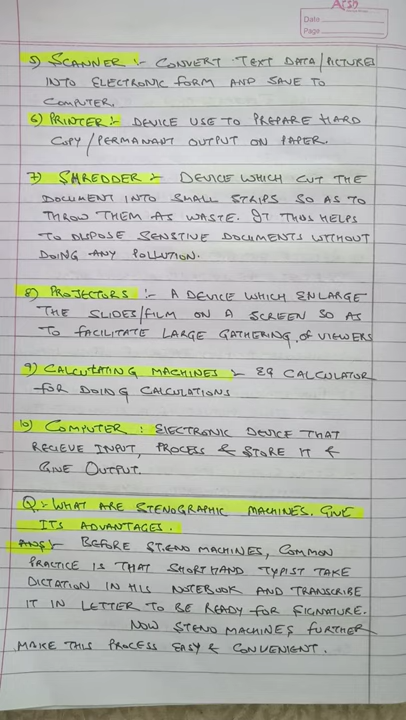 Arsh
Date
Page
5) SCANNER :- CONVERT TEXT DATA/PICTURES
INTO ELECTRONIC FORM AND SAVE TO
COMPUTER.
6) PRINTER :- DEVICE USE TO PREPARE HARD
COPY/PERMANANT OUTPUT ON PAPER.
7) SHREDDER :- DEVICE WHICH CUT THE
DOCUMENT INTO SMALL STRIPS SO AS TO
THROW THEM AS WASTE. IT THUS HELPS
TO DISPOSE SENSTIVE DOCUMENTS WITHOUT
DOING ANY POLLUTION.
8) PROJECTORS :- A DEVICE WHICH ENLARGE
THE SLIDES/FILM ON A SCREEN SO AS
TO FACILITATE LARGE GATHERING OF VIEWERS
9) CALCULATING MACHINES :- EG CALCULATOR
FOR DOING CALCULATIONS
10) COMPUTER : ELECTRONIC DEVICE THAT
RECIEVE INPUT, PROCESS & STORE IT &
GIVE OUTPUT.
Q:- WHAT ARE STENOGRAPHIC MACHINES. GIVE
ITS ADVANTAGES.
ANS:- BEFORE STENO MACHINES, COMMON
PRACTICE IS THAT SHORTHAND TYPIST TAKE
DICTATION IN HIS NOTEBOOK AND TRANSCRIBE
IT IN LETTER TO BE READY FOR SIGNATURE.
NOW STENO MACHINES FURTHER
MAKE THIS PROCESS EASY & CONVENIENT.